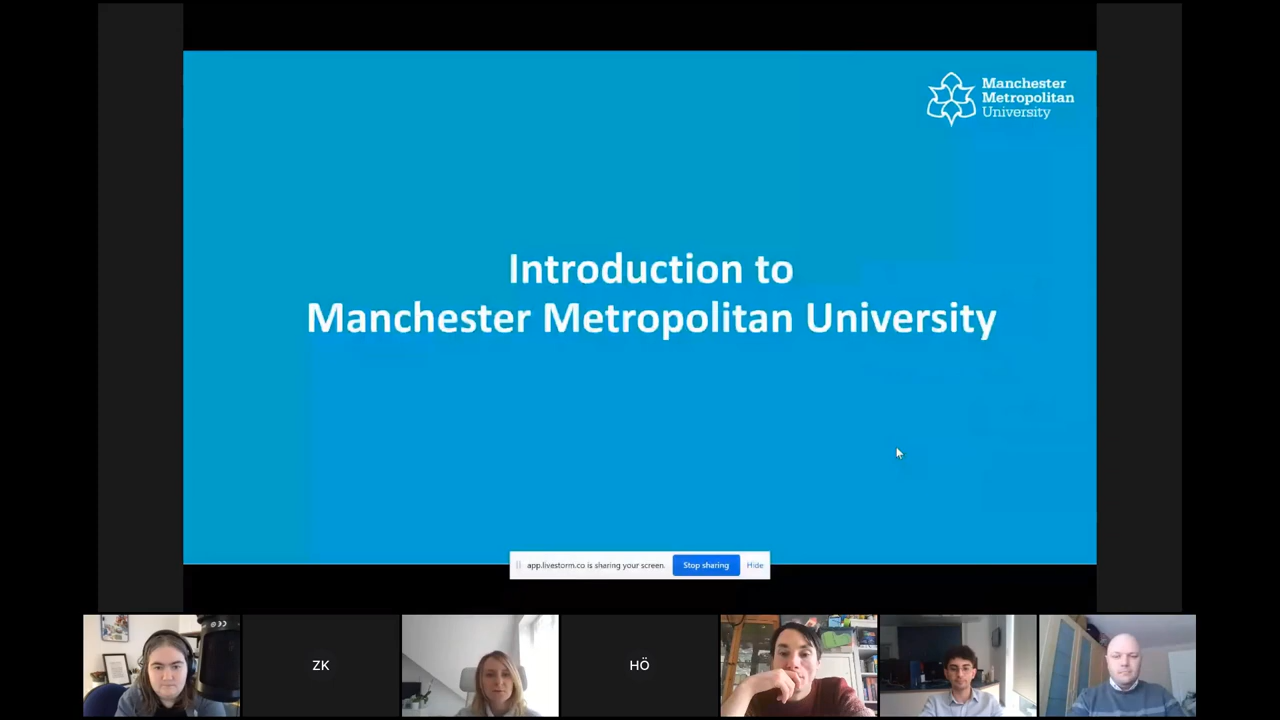 Manchester
Metropolitan
University
Introduction to
Manchester Metropolitan University
app.livestorm.co is sharing your screen.
Stop sharing
Hide
ZK
HÖ